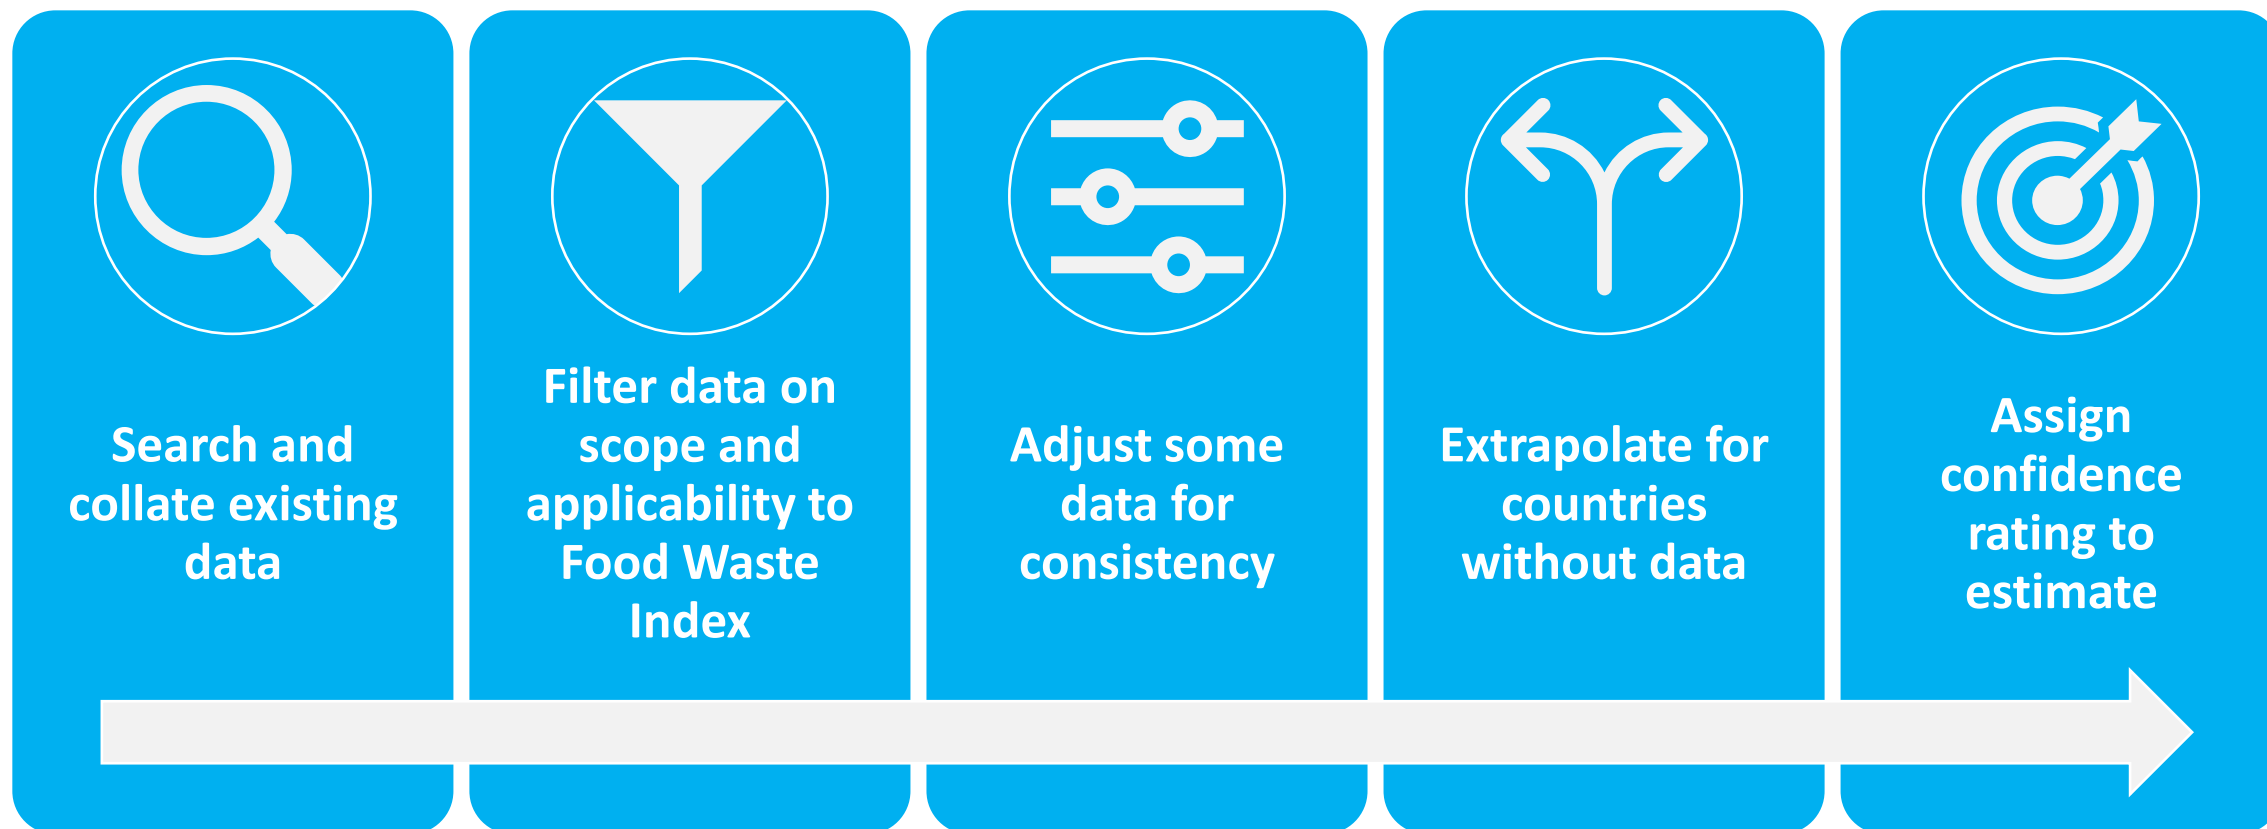 Search and
collate existing
data
Filter data on
scope and
applicability to
Food Waste
Index
Adjust some
data for
consistency
Extrapolate for
countries
without data
Assign
confidence
rating to
estimate